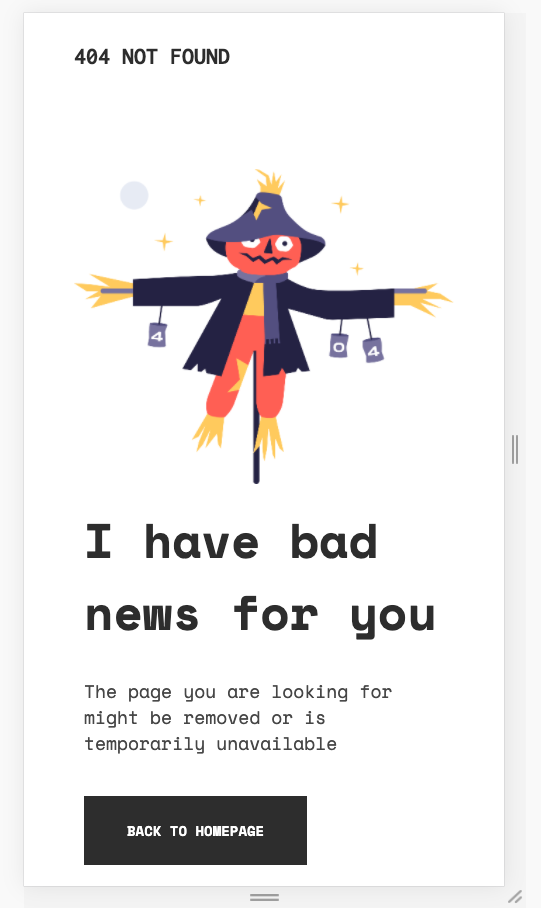 404 NOT FOUND
4
0
4
I have bad
news for you
The page you are looking for
might be removed or is
temporarily unavailable
BACK TO HOMEPAGE